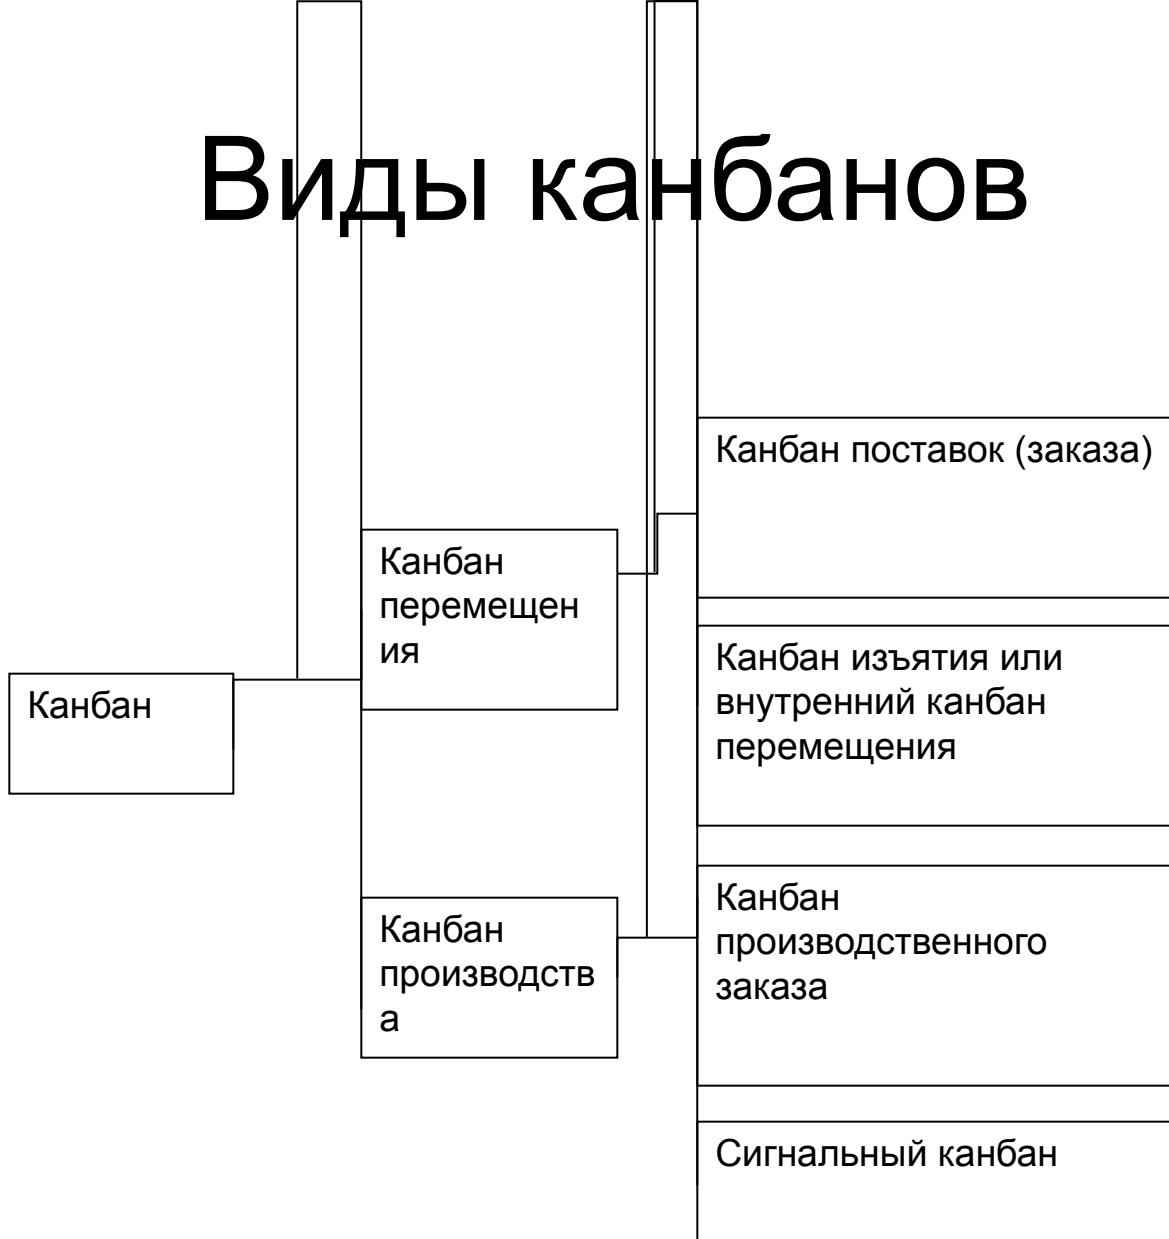 Виды канбанов
Канбан поставок (заказа)
Канбан
перемещен
ия
Канбан изъятия или
внутренний канбан
перемещения
Канбан
Канбан
производств
а
Канбан
производственного
заказа
Сигнальный канбан